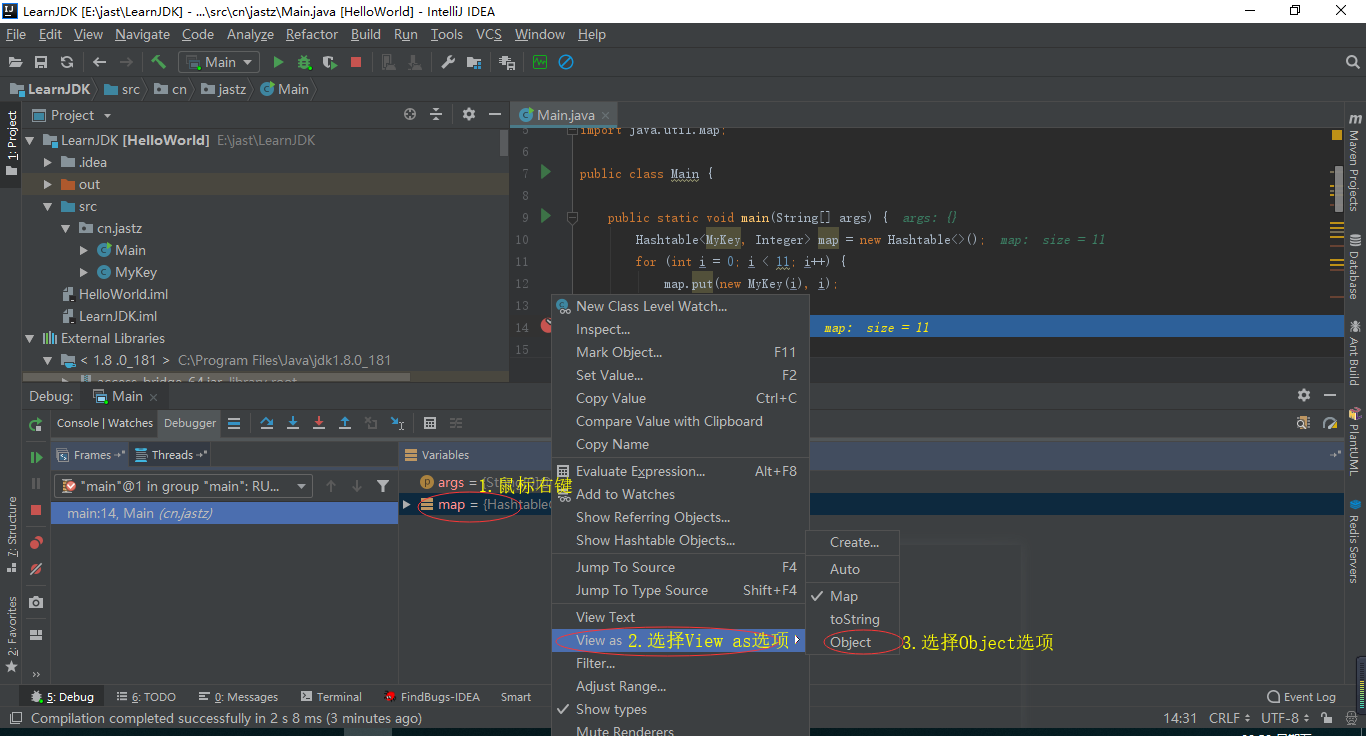 LearnJDK [E:\jast\LearnJDK] - ...\src\cn\jastz\Main.java [HelloWorld] - IntelliJ IDEA
File Edit View Navigate Code Analyze Refactor Build Run Tools VCS Window Help
Main
LearnJDK src cn jastz Main
1: Project
Project
LearnJDK [HelloWorld] E:\jast\LearnJDK
.idea
out
src
cn.jastz
Main
MyKey
HelloWorld.iml
LearnJDK.iml
External Libraries
< 1.8 .0_181 > C:\Program Files\Java\jdk1.8.0_181
access-bridge-64.jar library root
Main.java
5 import java.util.Map;
6
7 public class Main {
8
9 public static void main(String[] args) { args: {}
10 Hashtable<MyKey, Integer> map = new Hashtable<>(); map: size = 11
11 for (int i = 0; i < 11; i++) {
12 map.put(new MyKey(i), i);
13
14 map: size = 11
15
Maven Projects
Database
Ant Build
PlantUML
Redis Servers
Debug: Main
Console | Watches Debugger
Frames Threads
Variables
"main"@1 in group "main": RU...
main:14, Main (cn.jastz)
args =
1.鼠标右键
map = {Hashtable
7: Structure
2: Favorites
New Class Level Watch...
Inspect...
Mark Object... F11
Set Value... F2
Copy Value Ctrl+C
Compare Value with Clipboard
Copy Name
Evaluate Expression... Alt+F8
Add to Watches
Show Referring Objects...
Show Hashtable Objects...
Jump To Source F4
Jump To Type Source Shift+F4
View Text
View as 2.选择View as选项
Filter...
Adjust Range...
Show types
Mute Renderers
Create...
Auto
Map
toString
Object 3.选择Object选项
5: Debug 6: TODO 0: Messages Terminal FindBugs-IDEA Smart Event Log
Compilation completed successfully in 2 s 8 ms (3 minutes ago) 14:31 CRLF UTF-8